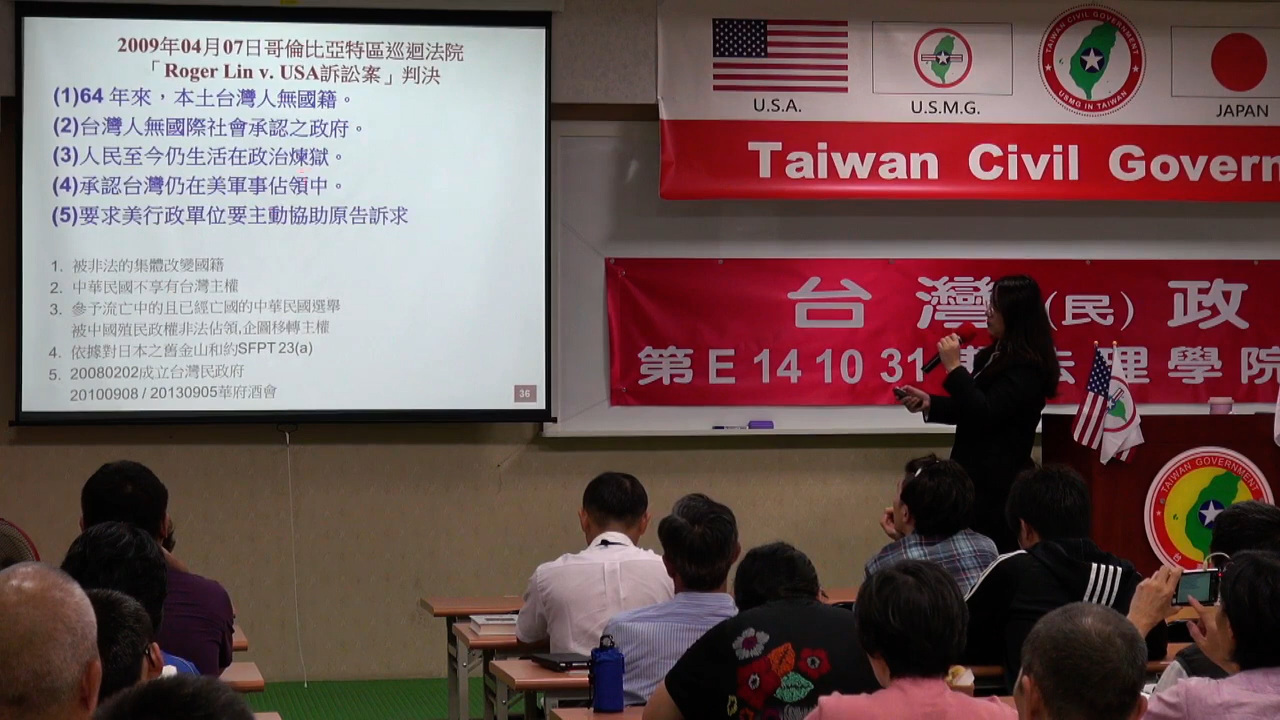 2009年04月07日哥倫比亞特區巡迴法院
「Roger Lin v. USA訴訟案」判決
(1)64 年來，本土台灣人無國籍。
(2)台灣人無國際社會承認之政府。
(3)人民至今仍生活在政治煉獄。
(4)承認台灣仍在美軍事佔領中。
(5)要求美行政單位要主動協助原告訴求
1. 被非法的集體改變國籍
2. 中華民國不享有台灣主權
3. 參予流亡中的且已經亡國的中華民國選舉
被中國殖民政權非法佔領,企圖移轉主權
4. 依據對日本之舊金山和約SFPT 23(a)
5. 20080202成立台灣民政府
20100908 / 20130905華府酒會
36
U.S.A.
U.S.M.G.
TAIWAN CIVIL GOVERNMENT
USMG IN TAIWAN
JAPAN
Taiwan Civil Govern
台灣(民)政
第E 14 10 31 法理學院
TAIWAN GOVERNMENT